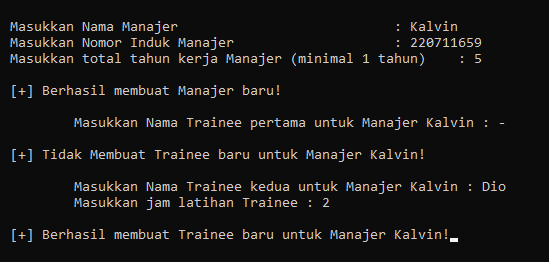 Masukkan Nama Manajer : Kalvin
Masukkan Nomor Induk Manajer : 220711659
Masukkan total tahun kerja Manajer (minimal 1 tahun) : 5
[+] Berhasil membuat Manajer baru!
Masukkan Nama Trainee pertama untuk Manajer Kalvin : -
[+] Tidak Membuat Trainee baru untuk Manajer Kalvin!
Masukkan Nama Trainee kedua untuk Manajer Kalvin : Dio
Masukkan jam latihan Trainee : 2
[+] Berhasil membuat Trainee baru untuk Manajer Kalvin!